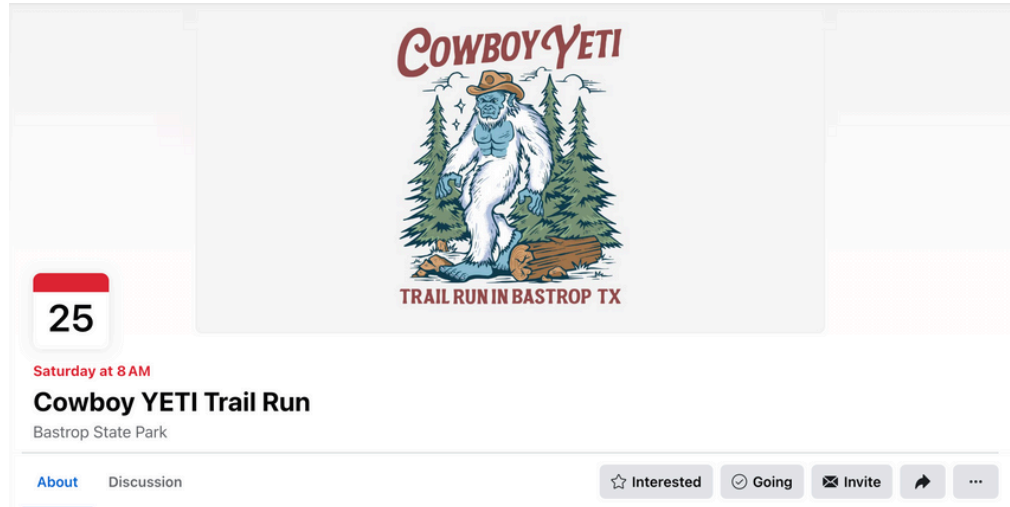 COWBOY YETI
TRAIL RUN IN BASTROP TX
25
Saturday at 8 AM
Cowboy YETI Trail Run
Bastrop State Park
About Discussion Interested Going Invite ...